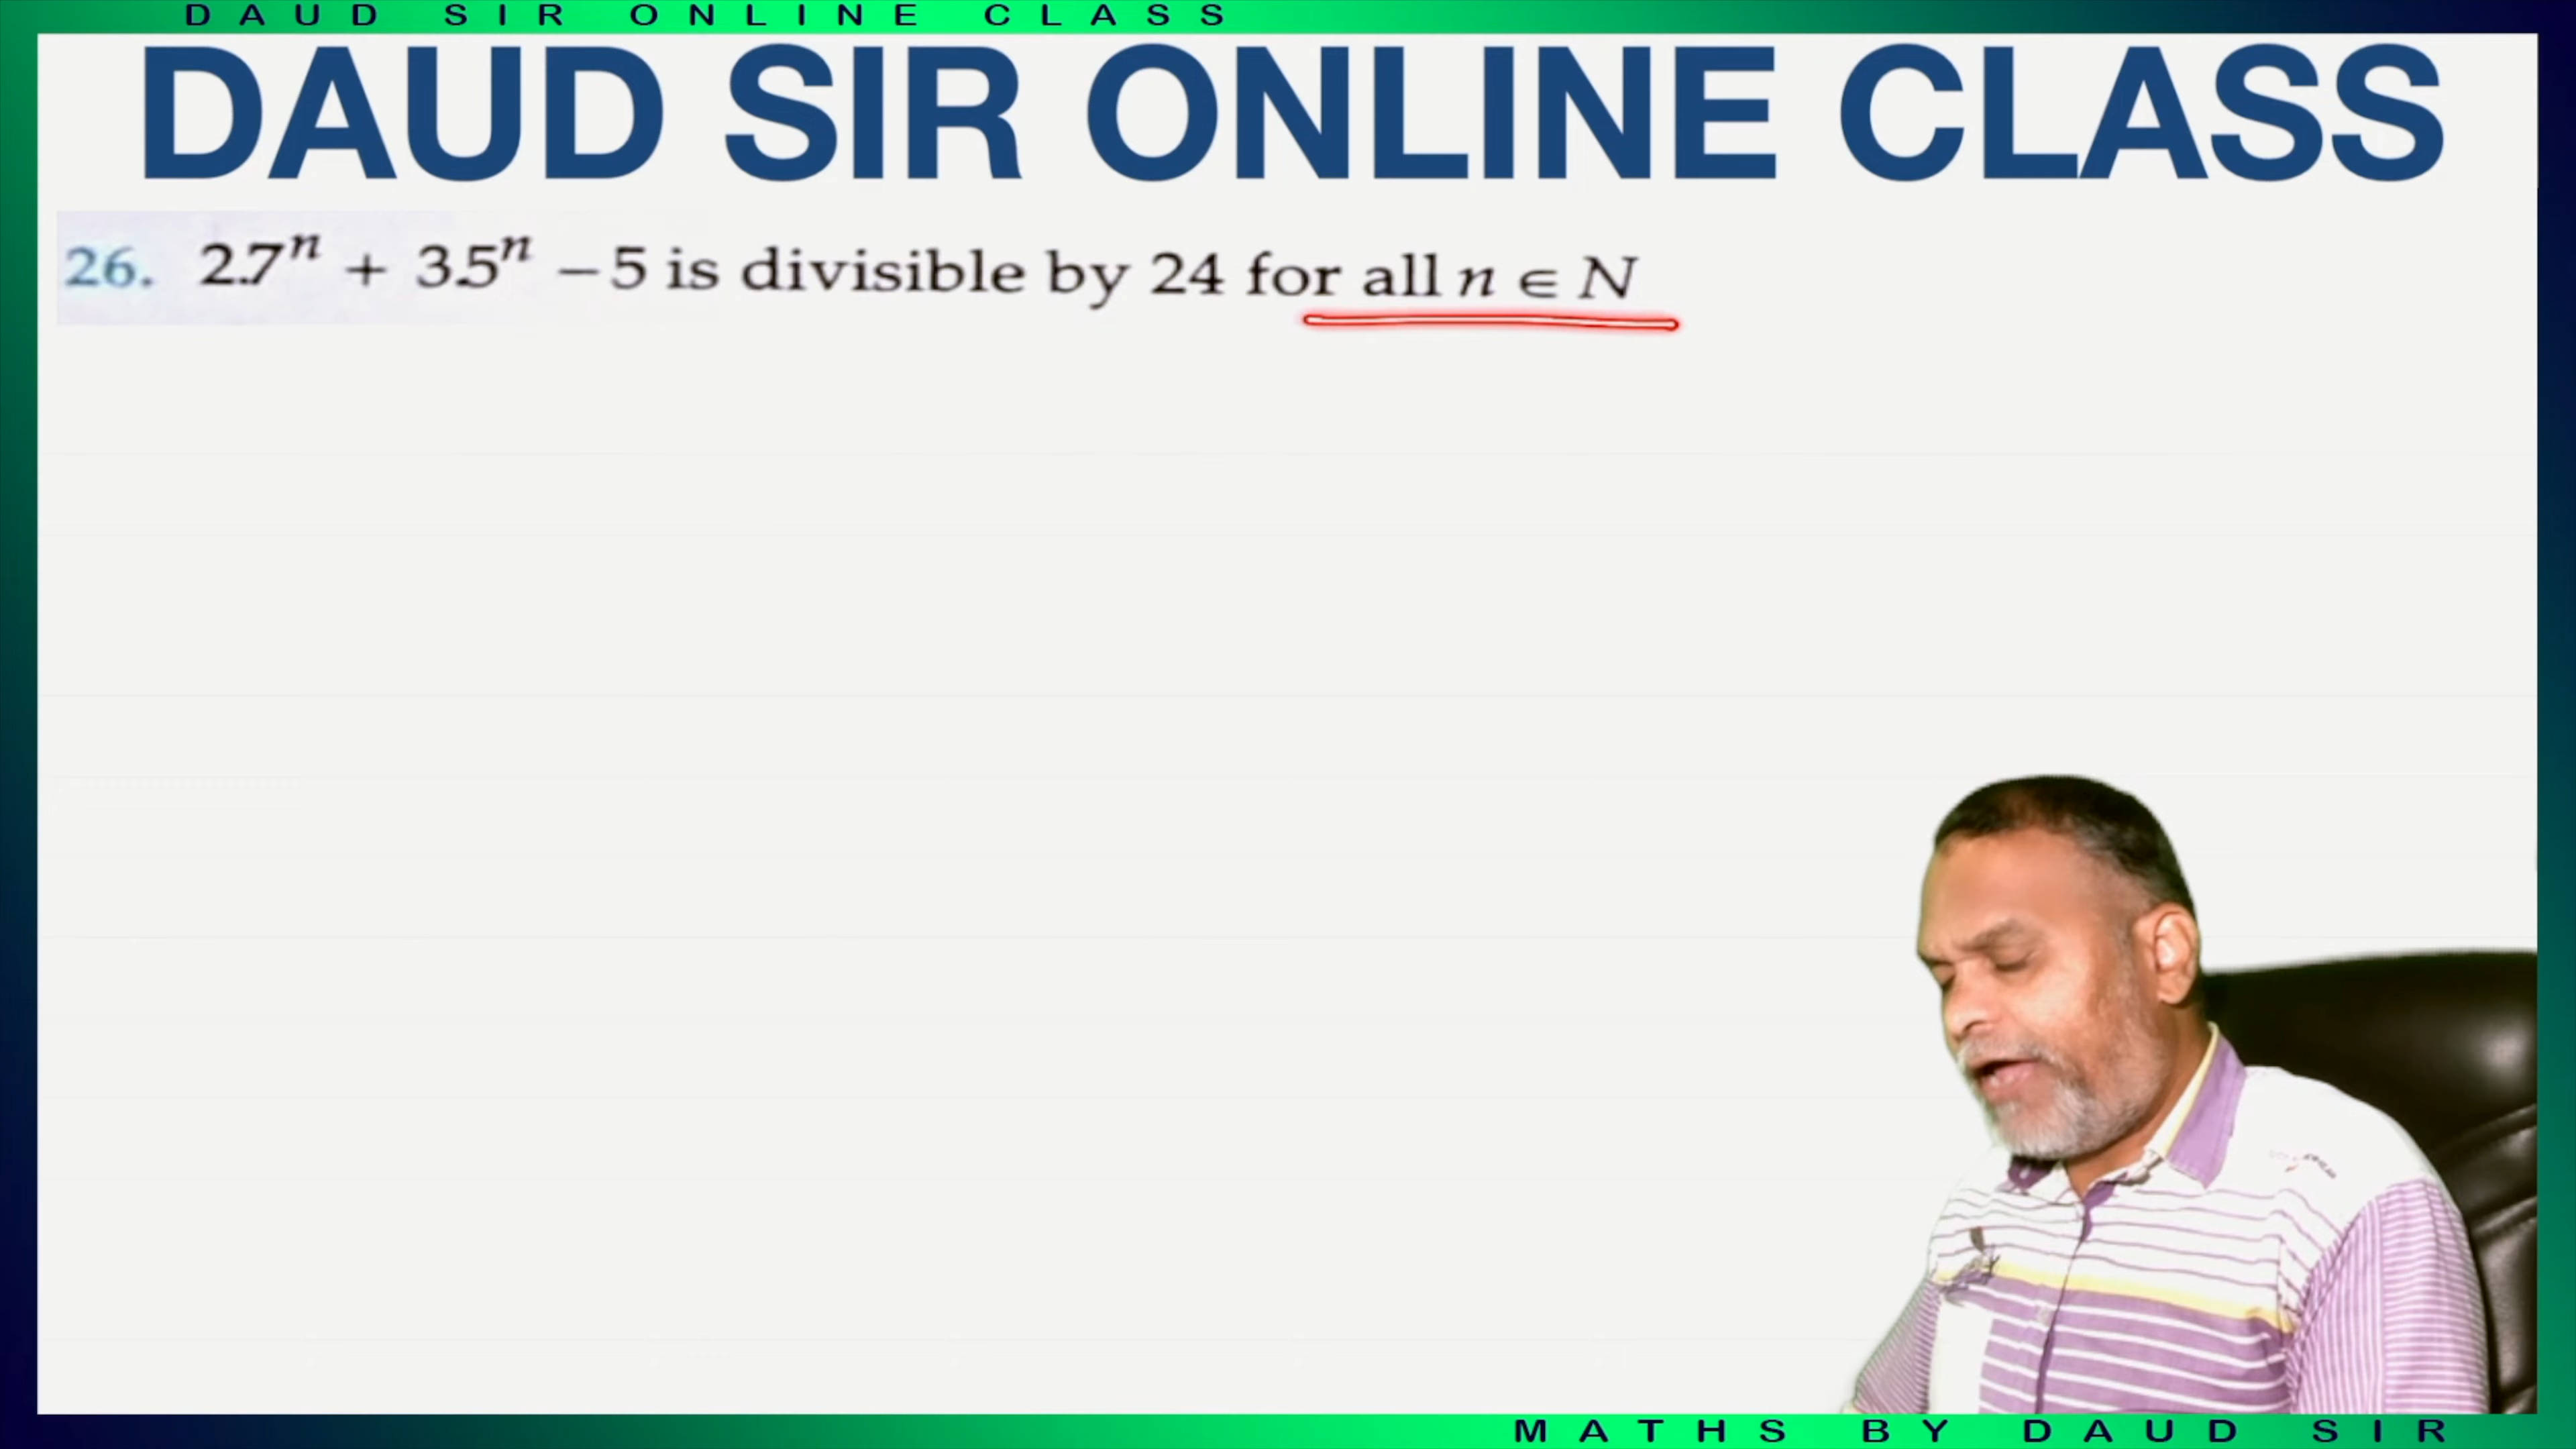 DAUD SIR ONLINE CLASS
DAUD SIR ONLINE CLASS
26. 2.7ⁿ + 3.5ⁿ – 5 is divisible by 24 for all n ∈ N
MATHS BY DAUD SIR